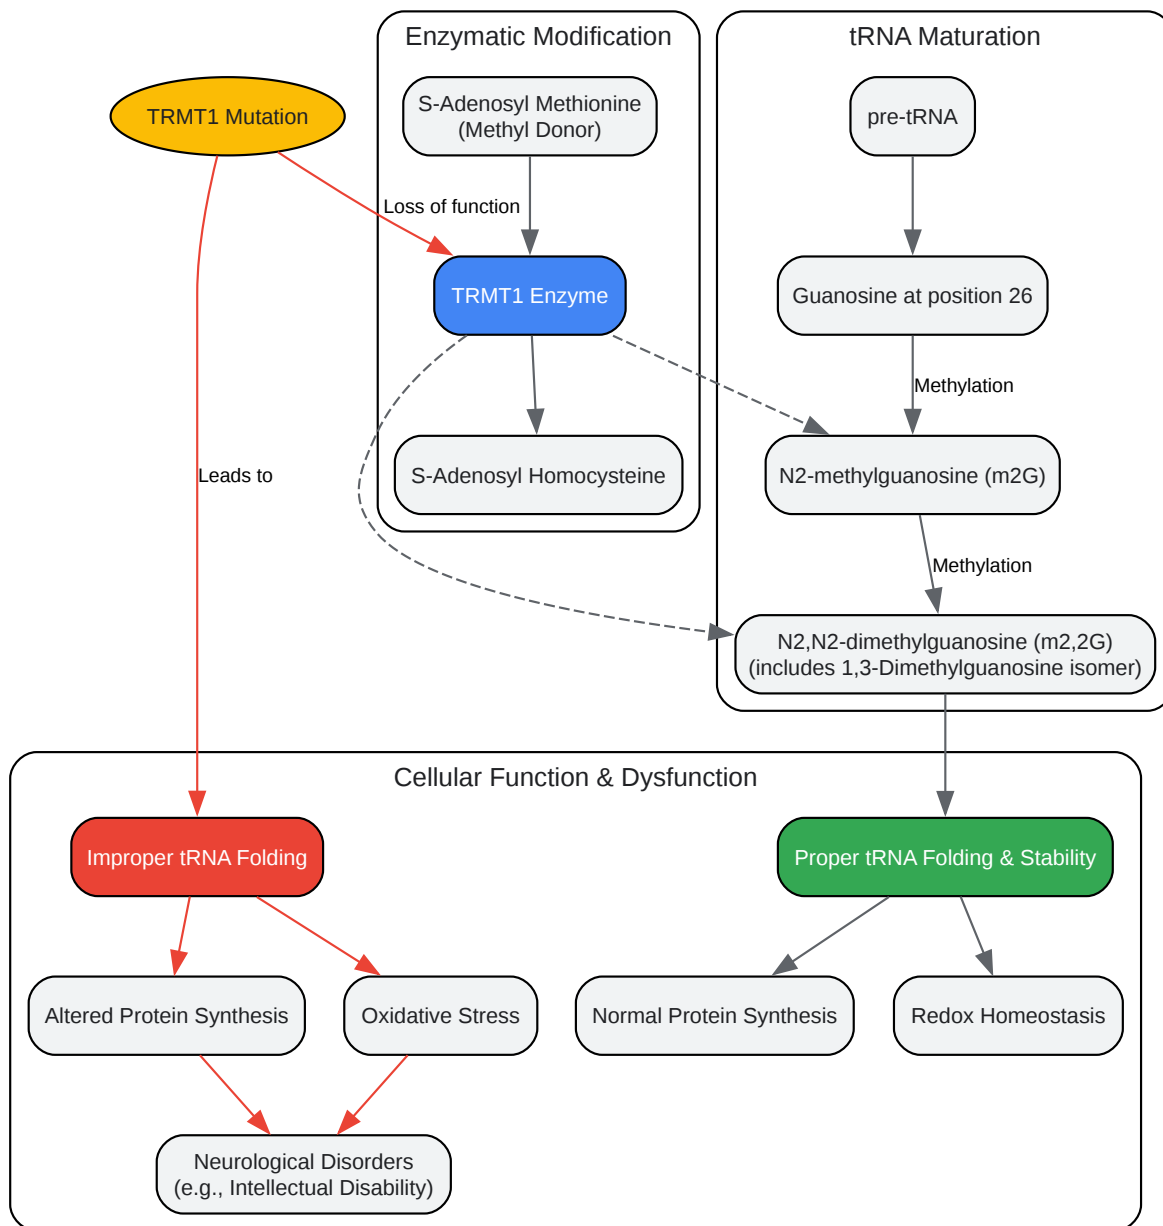 Enzymatic Modification
tRNA Maturation
TRMT1 Mutation
S-Adenosyl Methionine
(Methyl Donor)
pre-tRNA
Loss of function
TRMT1 Enzyme
Guanosine at position 26
Methylation
Leads to
S-Adenosyl Homocysteine
N2-methylguanosine (m2G)
Methylation
N2,N2-dimethylguanosine (m2,2G)
(includes 1,3-Dimethylguanosine isomer)
Cellular Function & Dysfunction
Improper tRNA Folding
Proper tRNA Folding & Stability
Altered Protein Synthesis
Oxidative Stress
Normal Protein Synthesis
Redox Homeostasis
Neurological Disorders
(e.g., Intellectual Disability)